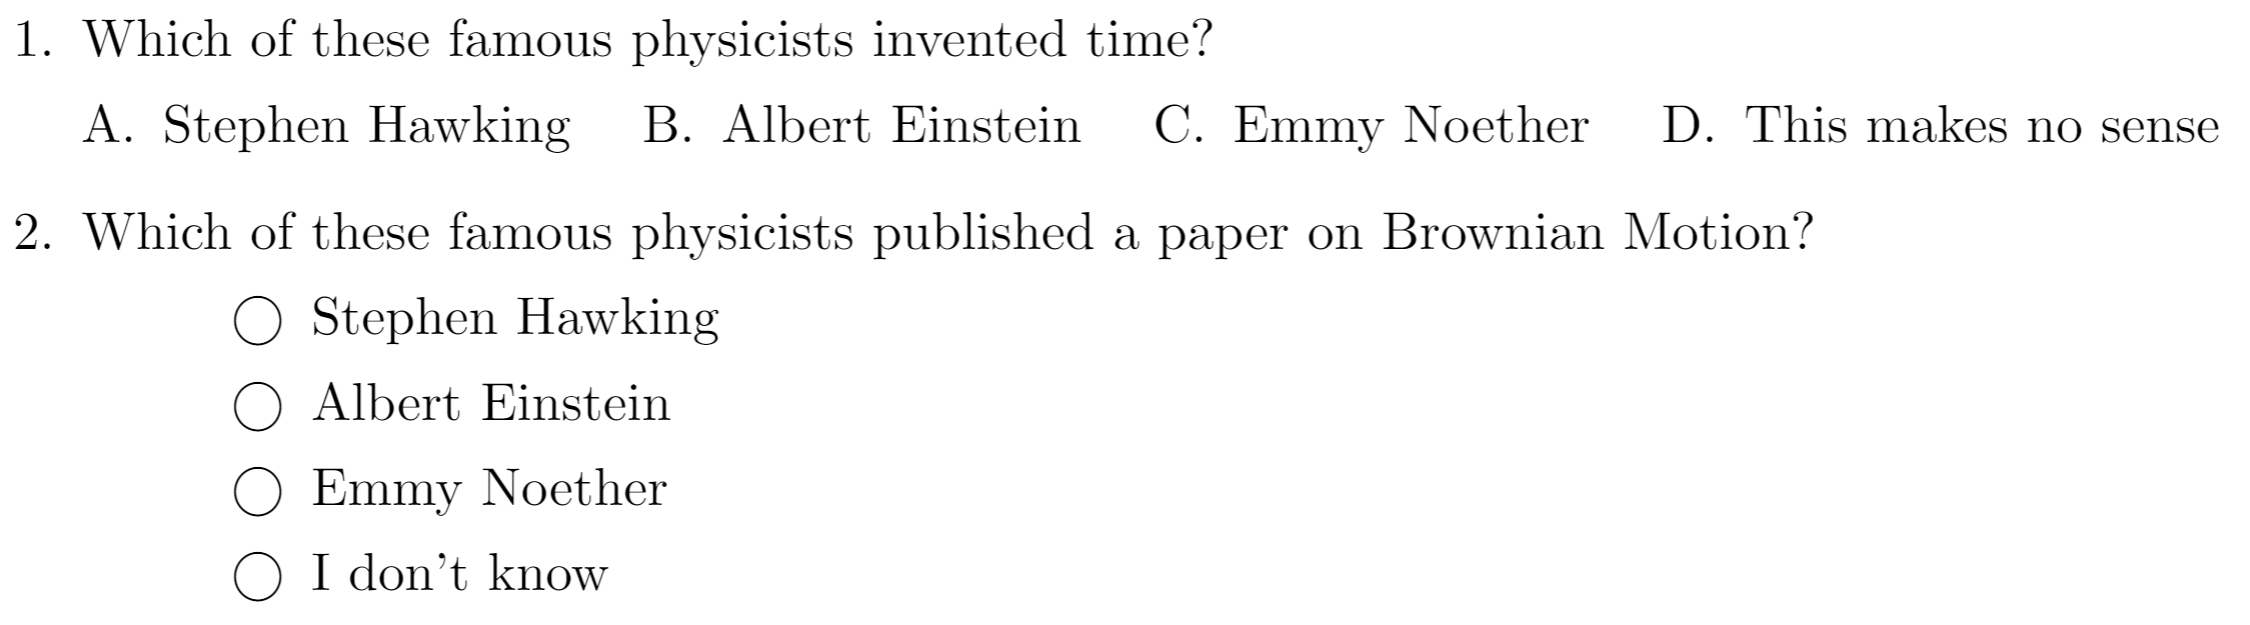 1. Which of these famous physicists invented time?
A. Stephen Hawking B. Albert Einstein C. Emmy Noether D. This makes no sense
2. Which of these famous physicists published a paper on Brownian Motion?
Stephen Hawking
Albert Einstein
Emmy Noether
I don't know